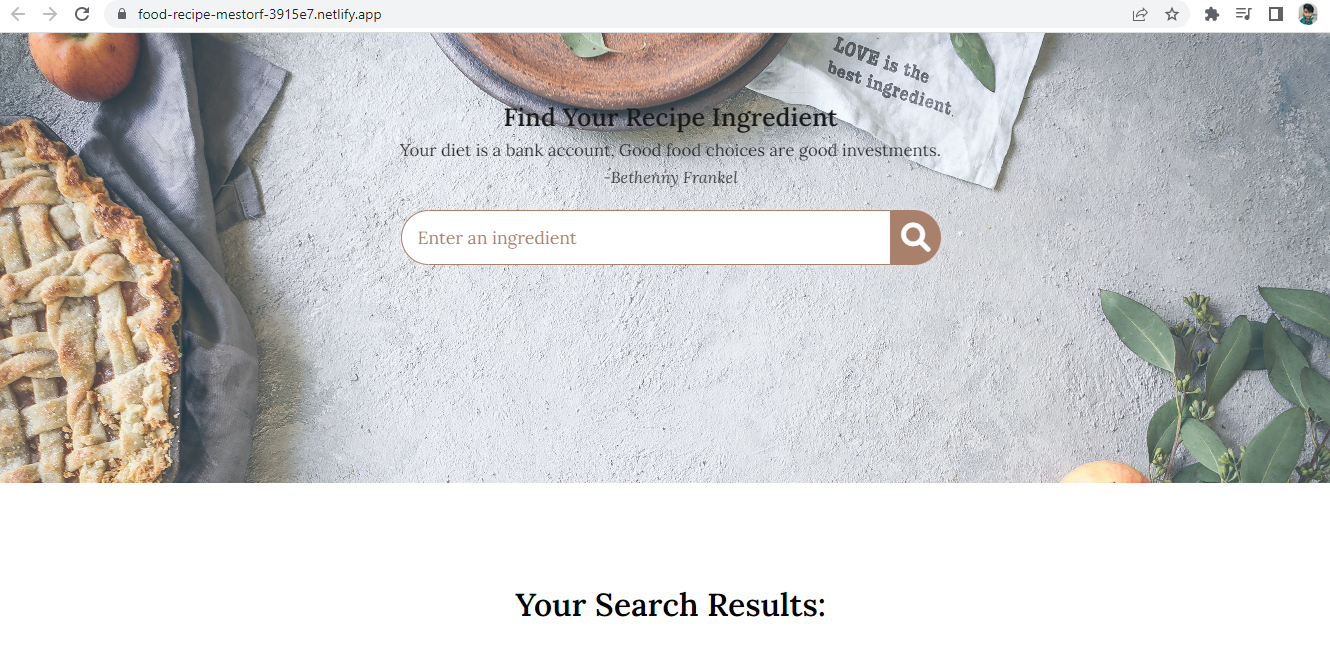 food-recipe-mestorf-3915e7.netlify.app
LOVE is the
best ingredient.
Find Your Recipe Ingredient
Your diet is a bank account. Good food choices are good investments.
-Bethenny Frankel
Enter an ingredient
Your Search Results: